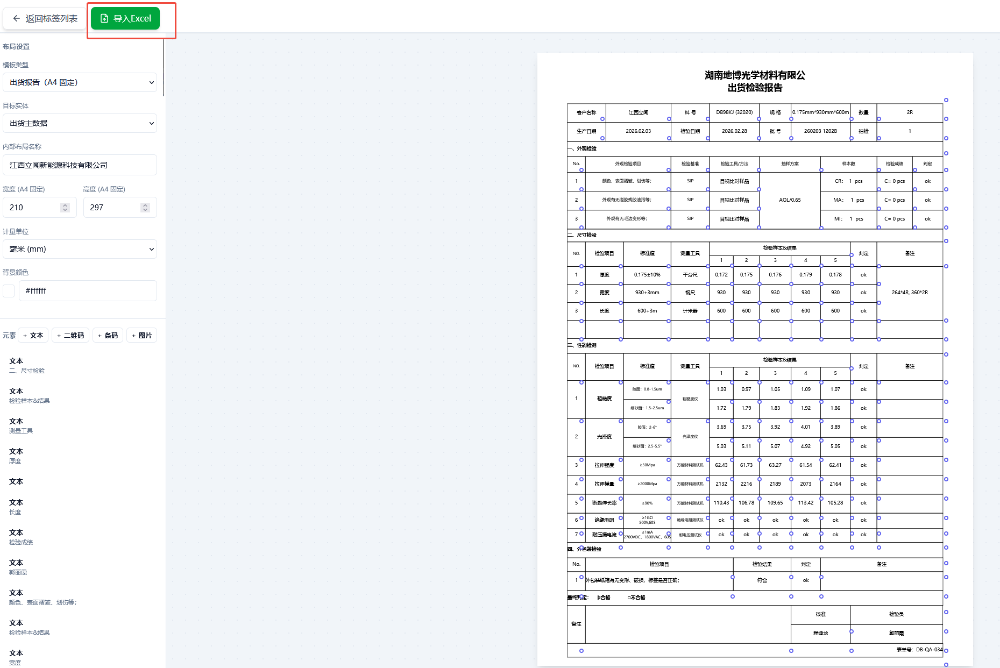 返回标签列表
导入Excel
布局设置
模板类型
出货报告（A4 固定）
目标实体
出货主数据
内部布局名称
江西立闻新能源科技有限公司
宽度 (A4 固定) 高度 (A4 固定)
210 297
计量单位
毫米 (mm)
背景颜色
#ffffff
元素 + 文本 + 二维码 + 条码 + 图片
文本
二、尺寸检验
文本
检验样本&结果
文本
测量工具
文本
厚度
文本
文本
长度
文本
检验成绩
文本
郭丽霞
文本
颜色、表面褶皱、划伤等；
文本
检验样本&结果
文本
宽度
湖南地博光学材料有限公
出货检验报告
客户名称 江西立闻 料 号 DB98KJ (32020) 规 格 0.175mm*930mm*600m 数量 2R
生产日期 2026.02.03 检验日期 2026.02.28 批 号 260203 1202B 抽检 1
一、外观检验
No. 外观检验项目 检验基准 检验工具/方法 抽样方案 样本数 检验成绩 判定
1 颜色、表面褶皱、划伤等； SIP 目视比对样品 CR： 1 pcs C= 0 pcs ok
2 外观有无溢胶残胶油污等； SIP 目视比对样品 AQL/0.65 MA： 1 pcs C= 0 pcs ok
3 外观有无毛边变形等； SIP 目视比对样品 MI： 1 pcs C= 0 pcs ok
二、尺寸检验
NO. 检验项目 标准值 测量工具 检验样本&结果 判定 备注
1 2 3 4 5
1 厚度 0.175±10% 千分尺 0.172 0.175 0.176 0.179 0.178 ok
2 宽度 930+3mm 钢尺 930 930 930 930 930 ok 264*4R, 360*2R
3 长度 600+3m 计米器 600 600 600 600 600 ok
三、性能检测
NO. 检验项目 标准值 测量工具 检验样本&结果 判定 备注
1 2 3 4 5
1 粗糙度 胶面：0.8-1.5um 粗糙度仪 1.03 0.97 1.05 1.09 1.07 ok
细砂面：1.5-2.5um 1.72 1.79 1.83 1.92 1.86 ok
2 光泽度 胶面：2-6° 光泽度仪 3.69 3.75 3.92 4.01 3.89 ok
细砂面：2.5-5.5° 5.03 5.11 5.07 4.92 5.05 ok
3 拉伸强度 ≥50Mpa 万能材料测试机 62.43 61.73 63.27 61.54 62.41 ok
4 拉伸模量 ≥2000Mpa 万能材料测试机 2132 2216 2189 2073 2164 ok
5 断裂伸长率 ≥90% 万能材料测试机 110.43 106.78 109.65 113.42 105.28 ok
6 绝缘电阻 ≥1GΩ 500V,60S 绝缘电阻测试仪 ok ok ok ok ok ok
7 耐压漏电流 ≤1mA 2700VDC、1800VAC，60S 耐电压测试仪 ok ok ok ok ok ok
四、外包装检验
No. 检验项目 检验结果 判定 备注
1 外包装纸箱有无变形、破损，标签是否正确； 符合 ok
最终判定： þ合格 □不合格
备注 核准 检验员
程绪龙 郭丽霞
表单号：DB-QA-034